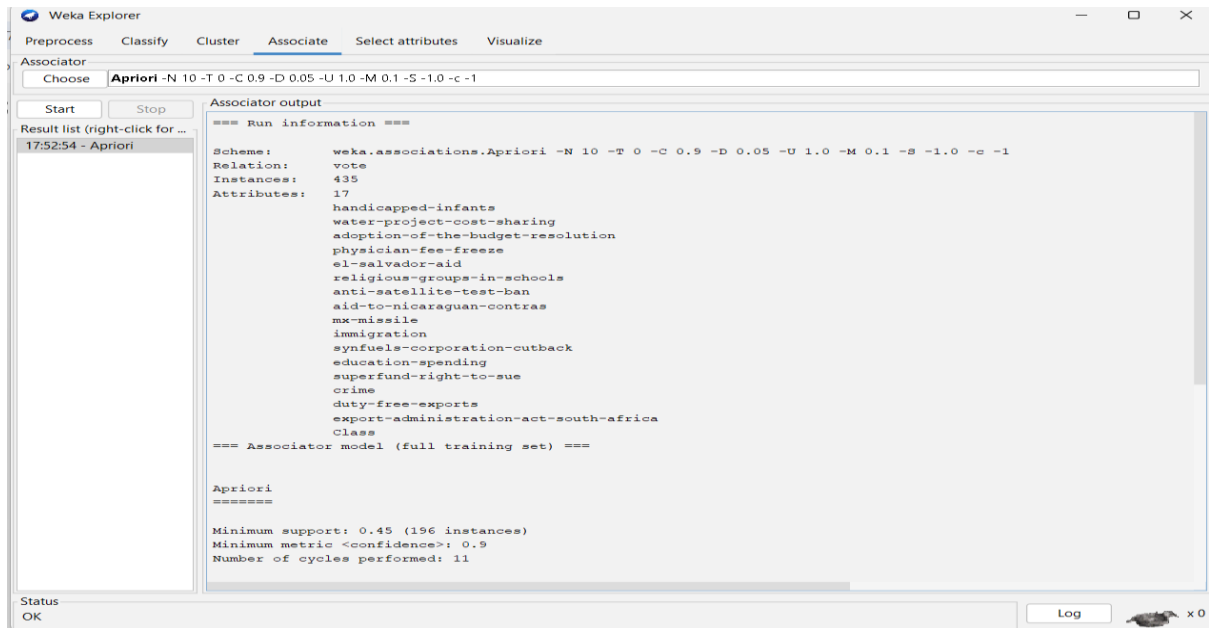 Weka Explorer
Preprocess Classify Cluster Associate Select attributes Visualize
Associator
Choose Apriori -N 10 -T 0 -C 0.9 -D 0.05 -U 1.0 -M 0.1 -S -1.0 -c -1
Start Stop
Result list (right-click for ...
17:52:54 - Apriori
Associator output
=== Run information ===
Scheme: weka.associations.Apriori -N 10 -T 0 -C 0.9 -D 0.05 -U 1.0 -M 0.1 -S -1.0 -c -1
Relation: vote
Instances: 435
Attributes: 17
handicapped-infants
water-project-cost-sharing
adoption-of-the-budget-resolution
physician-fee-freeze
el-salvador-aid
religious-groups-in-schools
anti-satellite-test-ban
aid-to-nicaraguan-contras
mx-missile
immigration
synfuels-corporation-cutback
education-spending
superfund-right-to-sue
crime
duty-free-exports
export-administration-act-south-africa
Class
=== Associator model (full training set) ===
Apriori
=======
Minimum support: 0.45 (196 instances)
Minimum metric <confidence>: 0.9
Number of cycles performed: 11
Status
OK
Log x 0